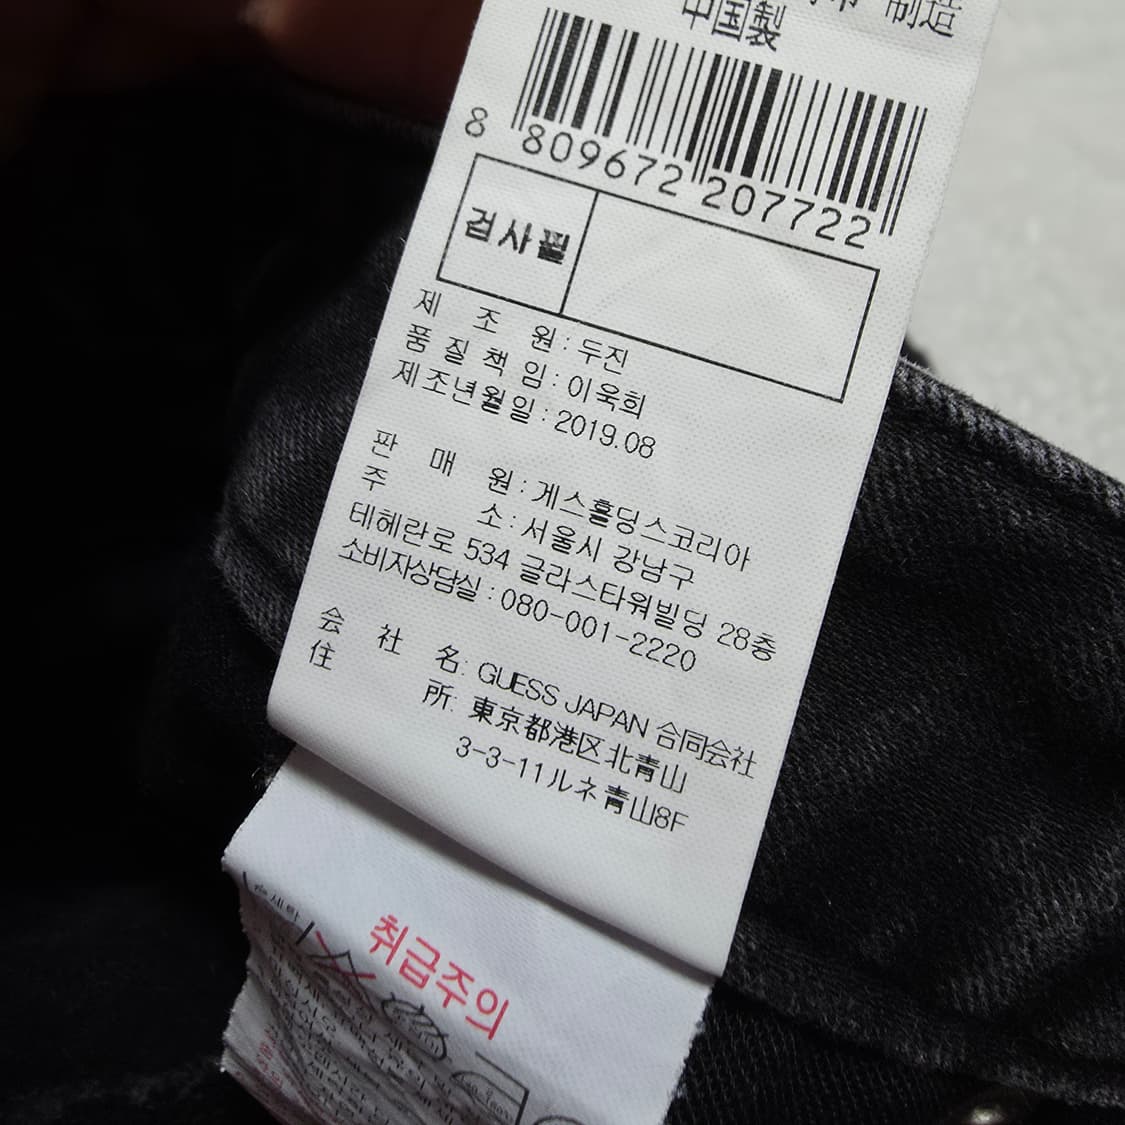 制造
中国製
8 809672 207722
검사필
제 조 원 : 두진
품 질 책 임 : 이욱희
제조년월일 : 2019.08
판 매 원 : 게스홀딩스코리아
주 소 : 서울시 강남구
테헤란로 534 글라스타워빌딩 28층
소비자상담실 : 080-001-2220
会 社 名: GUESS JAPAN 合同会社
住 所: 東京都港区北青山
3-3-11ルネ青山8F
취급주의
손세탁